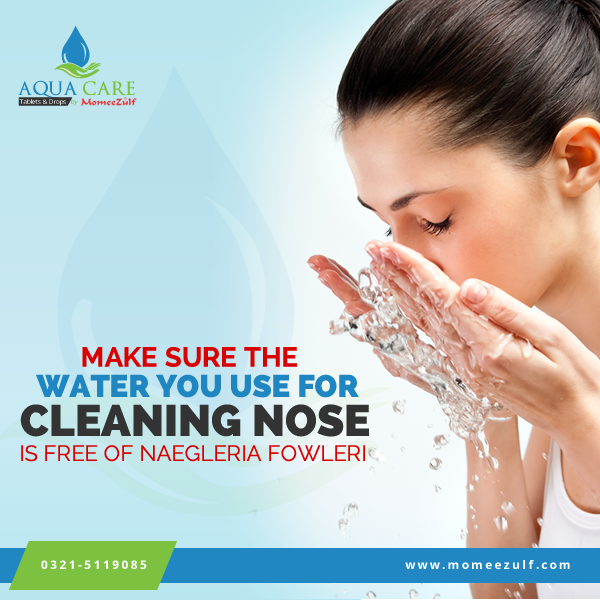 AQUA CARE
Tablets & Drops by MomeeZulf
MAKE SURE THE
WATER YOU USE FOR
CLEANING NOSE
IS FREE OF NAEGLERIA FOWLERI
0321-5119085
www.momeezulf.com